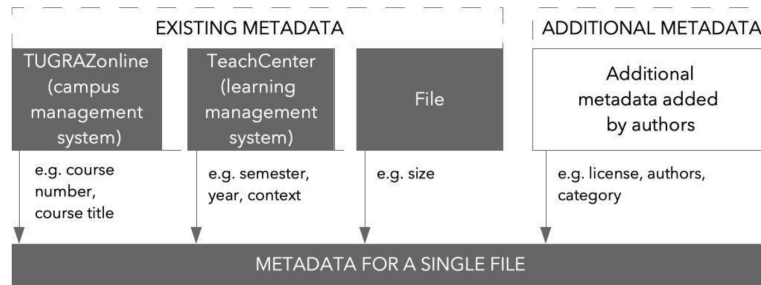 EXISTING METADATA
ADDITIONAL METADATA
TUGRAZonline
(campus
management
system)
TeachCenter
(learning
management
system)
File
Additional
metadata added
by authors
e.g. course
number,
course title
e.g. semester,
year, context
e.g. size
e.g. license, authors,
category
METADATA FOR A SINGLE FILE